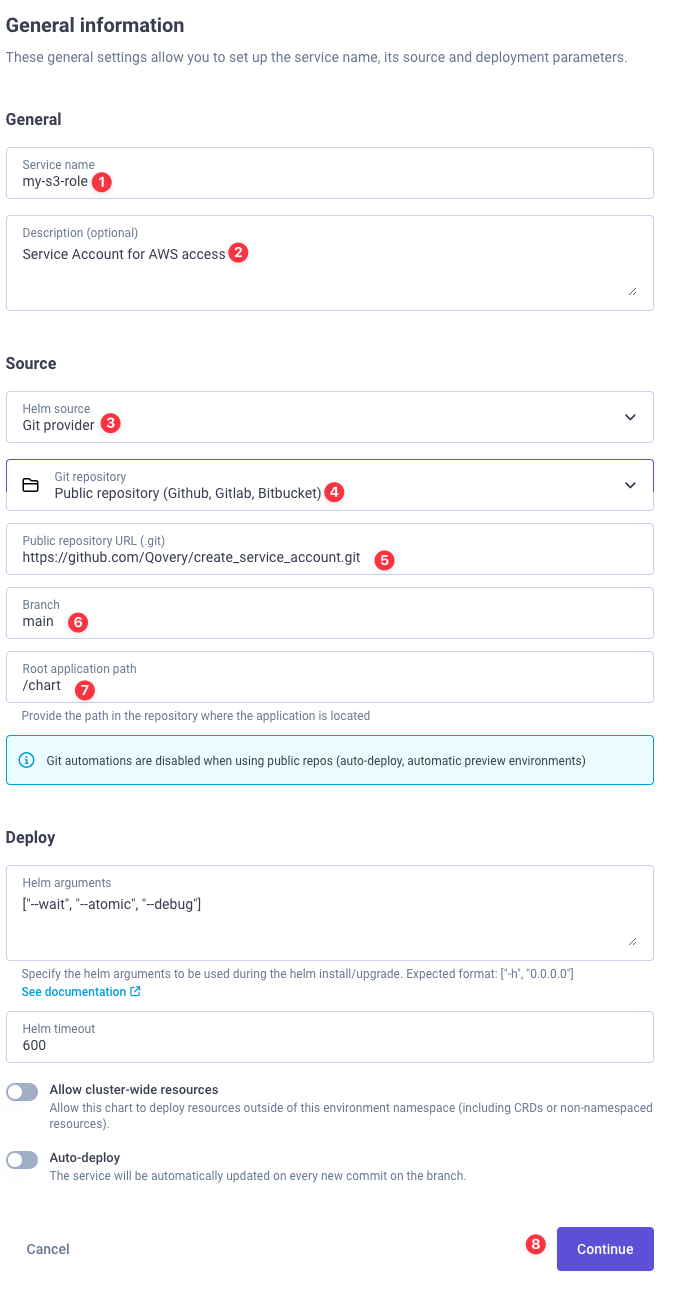 General information
These general settings allow you to set up the service name, its source and deployment parameters.
General
Service name
my-s3-role 1
Description (optional)
Service Account for AWS access 2
Source
Helm source
Git provider 3
Git repository
Public repository (Github, Gitlab, Bitbucket) 4
Public repository URL (.git)
https://github.com/Qovery/create_service_account.git 5
Branch
main 6
Root application path
/chart 7
Provide the path in the repository where the application is located
Git automations are disabled when using public repos (auto-deploy, automatic preview environments)
Deploy
Helm arguments
["--wait", "--atomic", "--debug"]
Specify the helm arguments to be used during the helm install/upgrade. Expected format: ["-h", "0.0.0.0"]
See documentation
Helm timeout
600
Allow cluster-wide resources
Allow this chart to deploy resources outside of this environment namespace (including CRDs or non-namespaced
resources).
Auto-deploy
The service will be automatically updated on every new commit on the branch.
Cancel 8 Continue